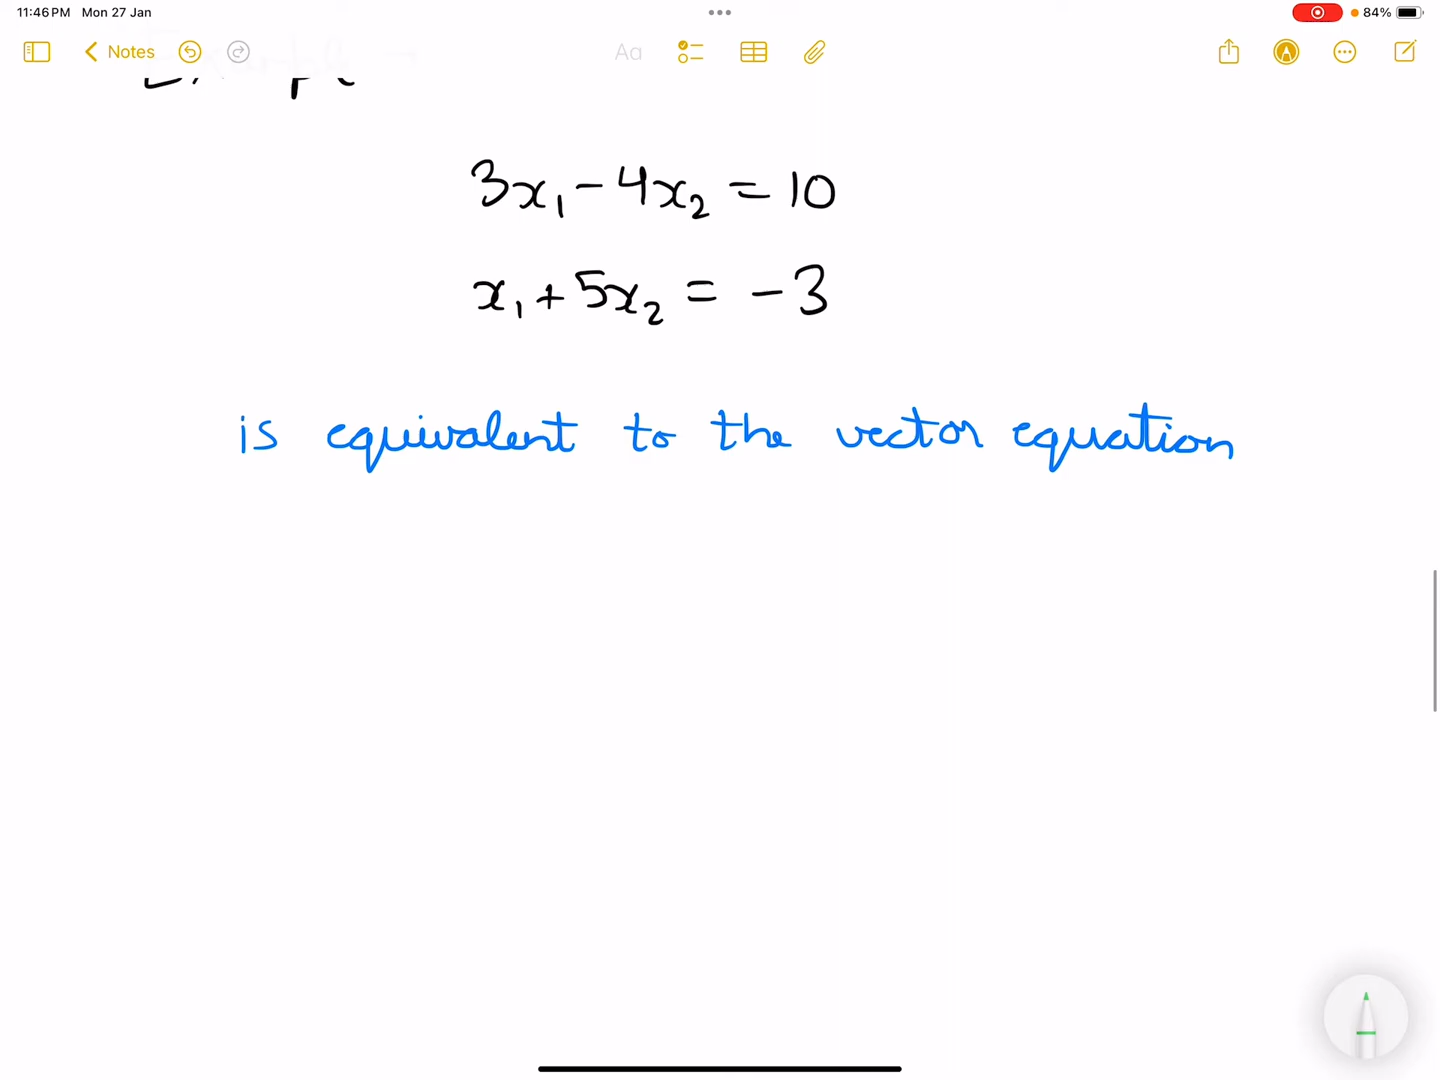 11:46 PM Mon 27 Jan 84%
Notes Aa
3x₁ - 4x₂ = 10
x₁ + 5x₂ = -3
is equivalent to the vector equation